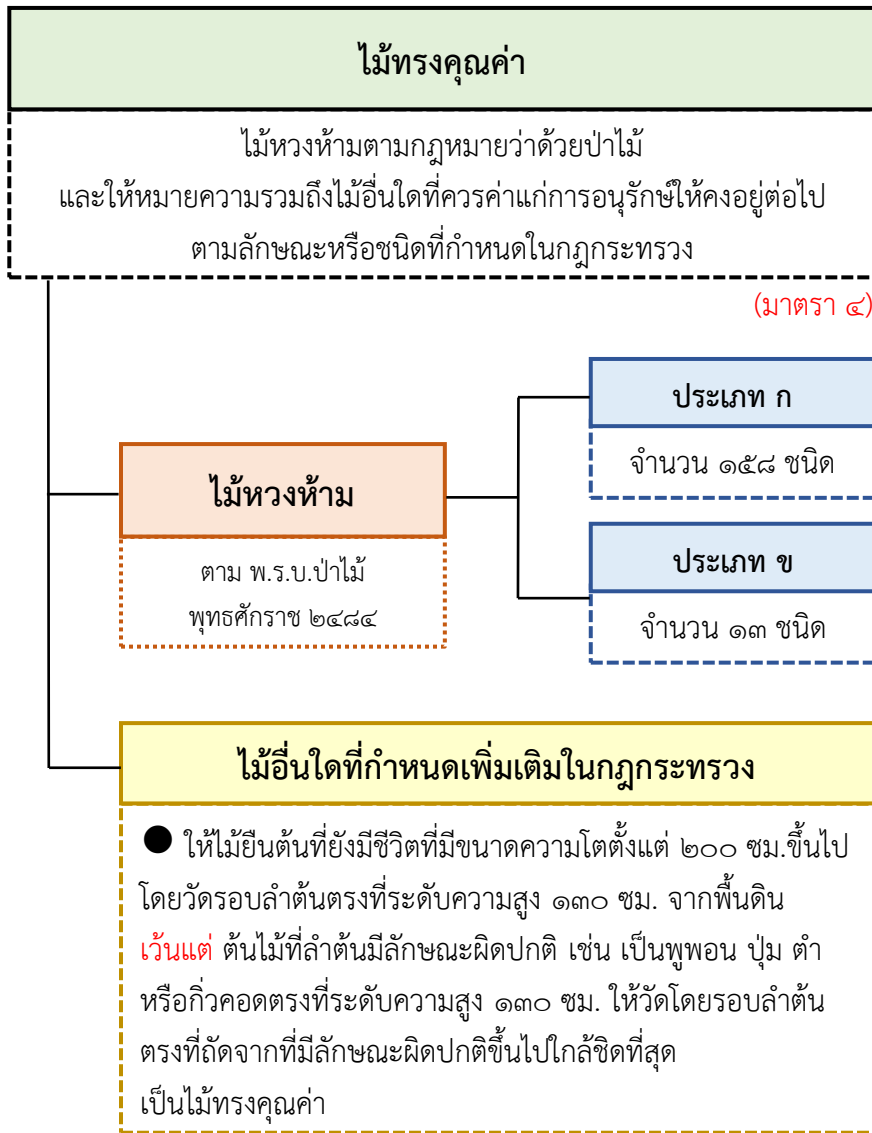 ไม้ทรงคุณค่า
ไม้หวงห้ามตามกฎหมายว่าด้วยป่าไม้
และให้หมายความรวมถึงไม้อื่นใดที่ควรค่าแก่การอนุรักษ์ให้คงอยู่ต่อไป
ตามลักษณะหรือชนิดที่กำหนดในกฎกระทรวง
(มาตรา ๔)
ไม้หวงห้าม
ตาม พ.ร.บ.ป่าไม้
พุทธศักราช ๒๔๘๔
ประเภท ก
จำนวน ๑๕๘ ชนิด
ประเภท ข
จำนวน ๑๓ ชนิด
ไม้อื่นใดที่กำหนดเพิ่มเติมในกฎกระทรวง
● ให้ไม้ยืนต้นที่ยังมีชีวิตที่มีขนาดความโตตั้งแต่ ๒๐๐ ซม.ขึ้นไป
โดยวัดรอบลำต้นตรงที่ระดับความสูง ๑๓๐ ซม. จากพื้นดิน
เว้นแต่ ต้นไม้ที่ลำต้นมีลักษณะผิดปกติ เช่น เป็นพูพอน ปุ่ม ตำ
หรือกิ่วคอดตรงที่ระดับความสูง ๑๓๐ ซม. ให้วัดโดยรอบลำต้น
ตรงที่ถัดจากที่มีลักษณะผิดปกติขึ้นไปใกล้ชิดที่สุด
เป็นไม้ทรงคุณค่า